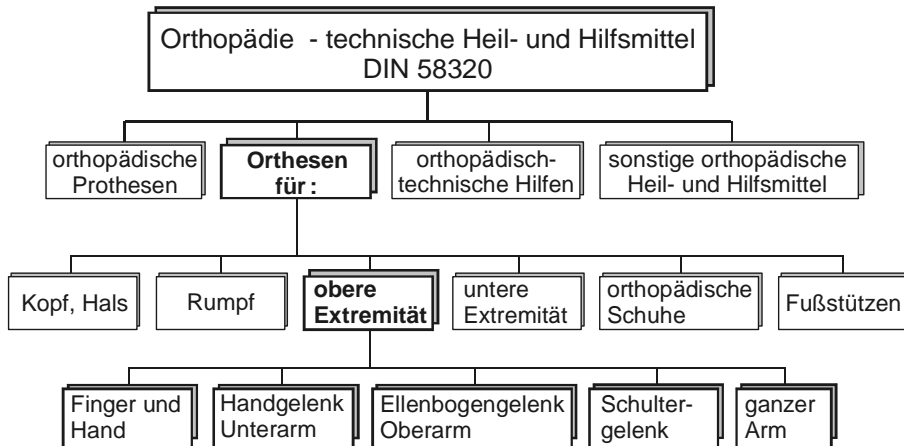 Orthopädie - technische Heil- und Hilfsmittel
DIN 58320
orthopädische
Prothesen
Orthesen
für :
orthopädisch-
technische Hilfen
sonstige orthopädische
Heil- und Hilfsmittel
Kopf, Hals
Rumpf
obere
Extremität
untere
Extremität
orthopädische
Schuhe
Fußstützen
Finger und
Hand
Handgelenk
Unterarm
Ellenbogengelenk
Oberarm
Schulter-
gelenk
ganzer
Arm